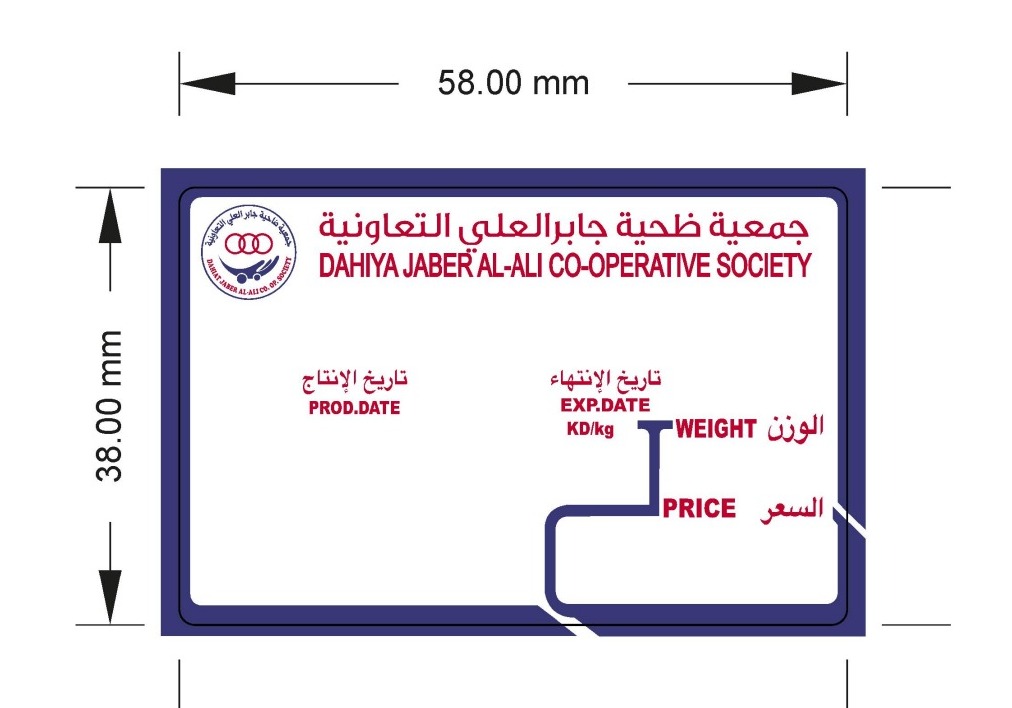 58.00 mm
38.00 mm
جمعية ضاحية جابر العلي التعاونية
DAHIAT JABER AL-ALI CO. OP. SOCIETY
جمعية ظحية جابرالعلي التعاونية
DAHIYA JABER AL-ALI CO-OPERATIVE SOCIETY
تاريخ الإنتاج
PROD.DATE
تاريخ الإنتهاء
EXP.DATE
KD/kg
WEIGHT الوزن
PRICE السعر